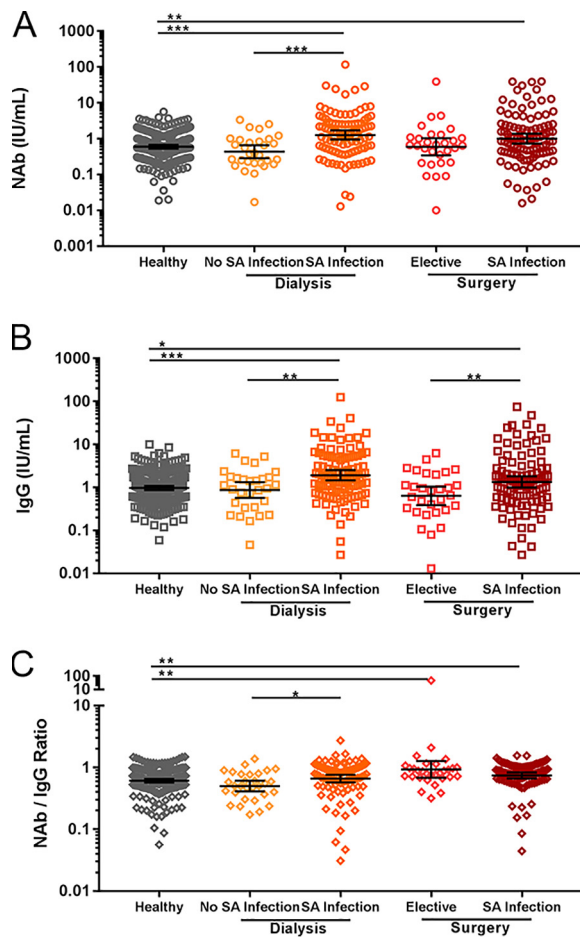 A
**
***
***
NAb (IU/mL)
1000
100
10
1
0.1
0.01
0.001
Healthy No SA Infection SA Infection Elective SA Infection
Dialysis Surgery
B
*
***
** **
IgG (IU/mL)
1000
100
10
1
0.1
0.01
Healthy No SA Infection SA Infection Elective SA Infection
Dialysis Surgery
C
**
**
*
NAb / IgG Ratio
100
10
10
1
0.1
0.01
Healthy No SA Infection SA Infection Elective SA Infection
Dialysis Surgery